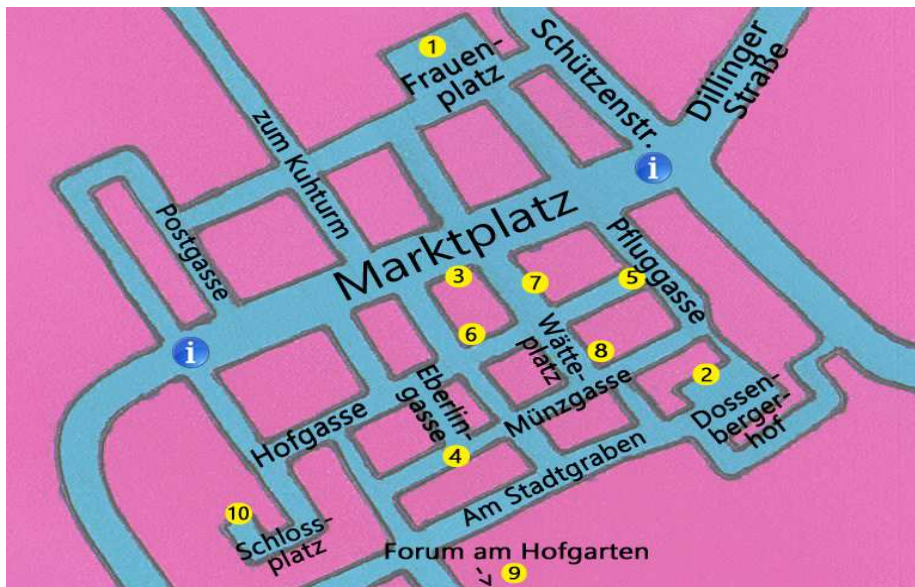 1
Frauen-
platz
Schützenstr.
Dillinger
Straße
zum Kuhturm
i
Postgasse
Marktplatz
Pfluggasse
3
7
5
i
6
Wätte-
platz
8
2
Eberlin-
gasse
Münzgasse
Dossen-
berger-
hof
Hofgasse
4
Am Stadtgraben
10
Schloss-
platz
Forum am Hofgarten
-> 9